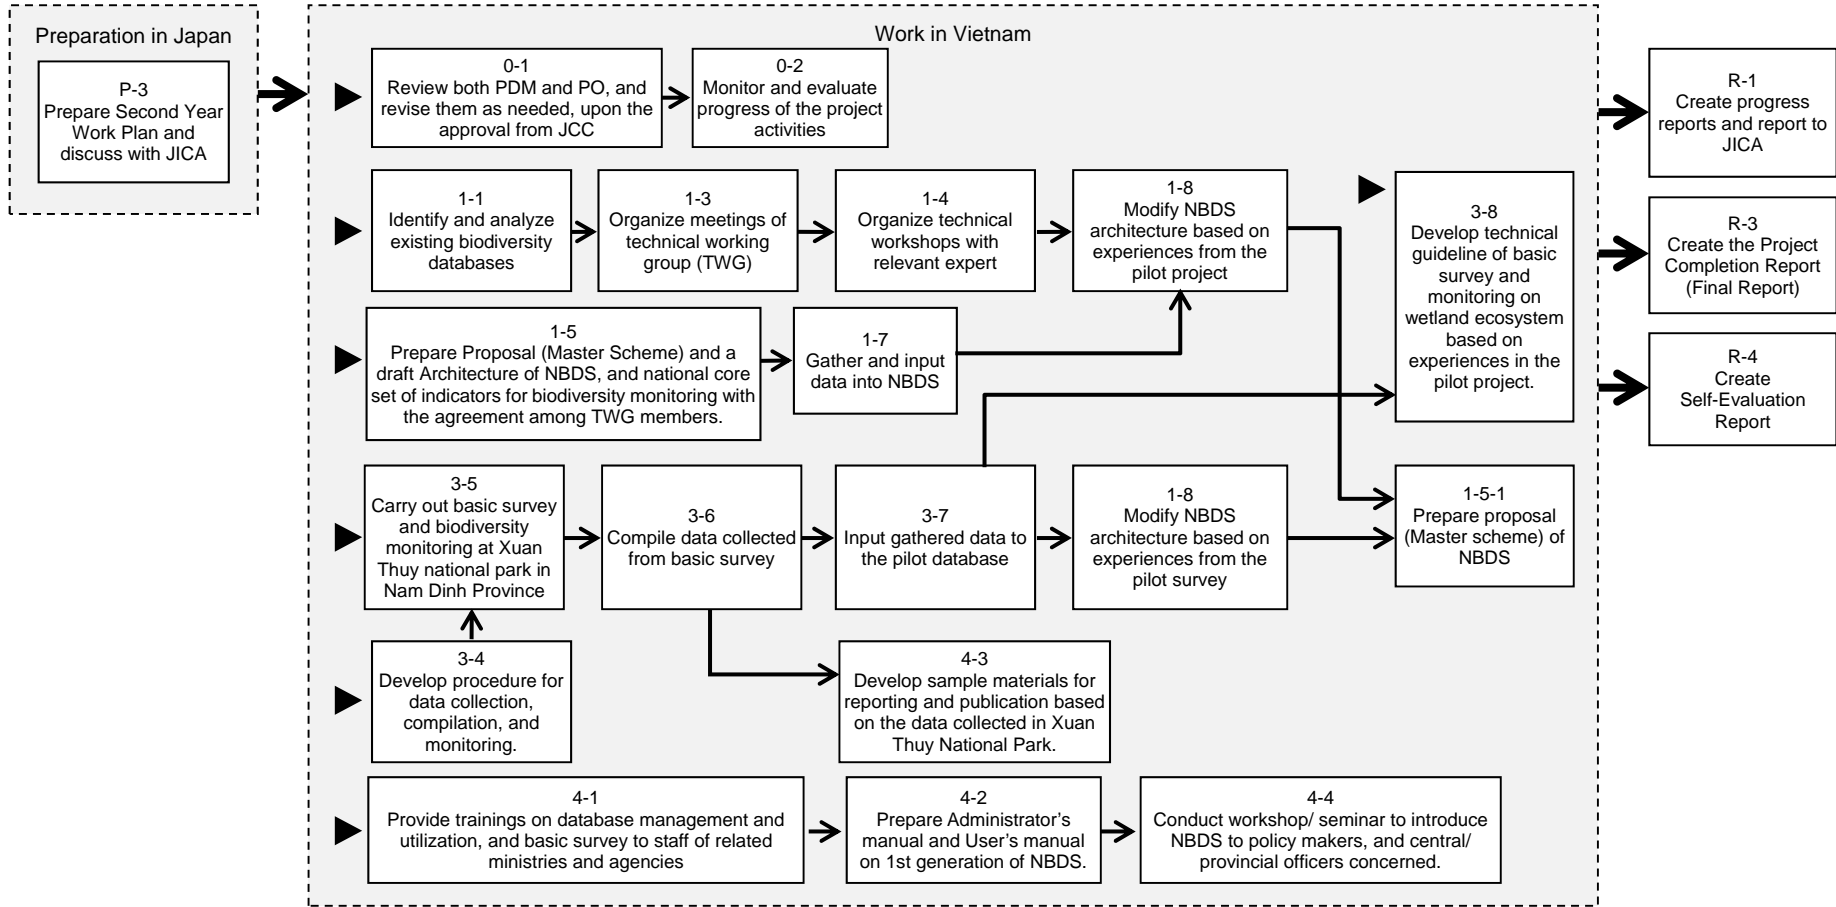 Preparation in Japan
P-3
Prepare Second Year
Work Plan and
discuss with JICA
Work in Vietnam
0-1
Review both PDM and PO, and
revise them as needed, upon the
approval from JCC
0-2
Monitor and evaluate
progress of the project
activities
1-1
Identify and analyze
existing biodiversity
databases
1-3
Organize meetings of
technical working
group (TWG)
1-4
Organize technical
workshops with
relevant expert
1-8
Modify NBDS
architecture based on
experiences from the
pilot project
3-8
Develop technical
guideline of basic
survey and
monitoring on
wetland ecosystem
based on
experiences in the
pilot project.
1-5
Prepare Proposal (Master Scheme) and a
draft Architecture of NBDS, and national core
set of indicators for biodiversity monitoring with
the agreement among TWG members.
1-7
Gather and input
data into NBDS
3-5
Carry out basic survey
and biodiversity
monitoring at Xuan
Thuy national park in
Nam Dinh Province
3-6
Compile data collected
from basic survey
3-7
Input gathered data to
the pilot database
1-8
Modify NBDS
architecture based on
experiences from the
pilot survey
1-5-1
Prepare proposal
(Master scheme) of
NBDS
3-4
Develop procedure for
data collection,
compilation, and
monitoring.
4-3
Develop sample materials for
reporting and publication based
on the data collected in Xuan
Thuy National Park.
4-1
Provide trainings on database management and
utilization, and basic survey to staff of related
ministries and agencies
4-2
Prepare Administrator's
manual and User's manual
on 1st generation of NBDS.
4-4
Conduct workshop/ seminar to introduce
NBDS to policy makers, and central/
provincial officers concerned.
R-1
Create progress
reports and report to
JICA
R-3
Create the Project
Completion Report
(Final Report)
R-4
Create
Self-Evaluation
Report